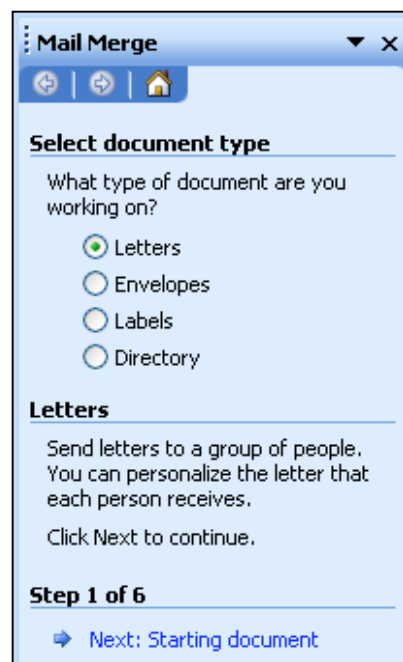 Mail Merge
Select document type
What type of document are you
working on?
Letters
Envelopes
Labels
Directory
Letters
Send letters to a group of people.
You can personalize the letter that
each person receives.
Click Next to continue.
Step 1 of 6
Next: Starting document